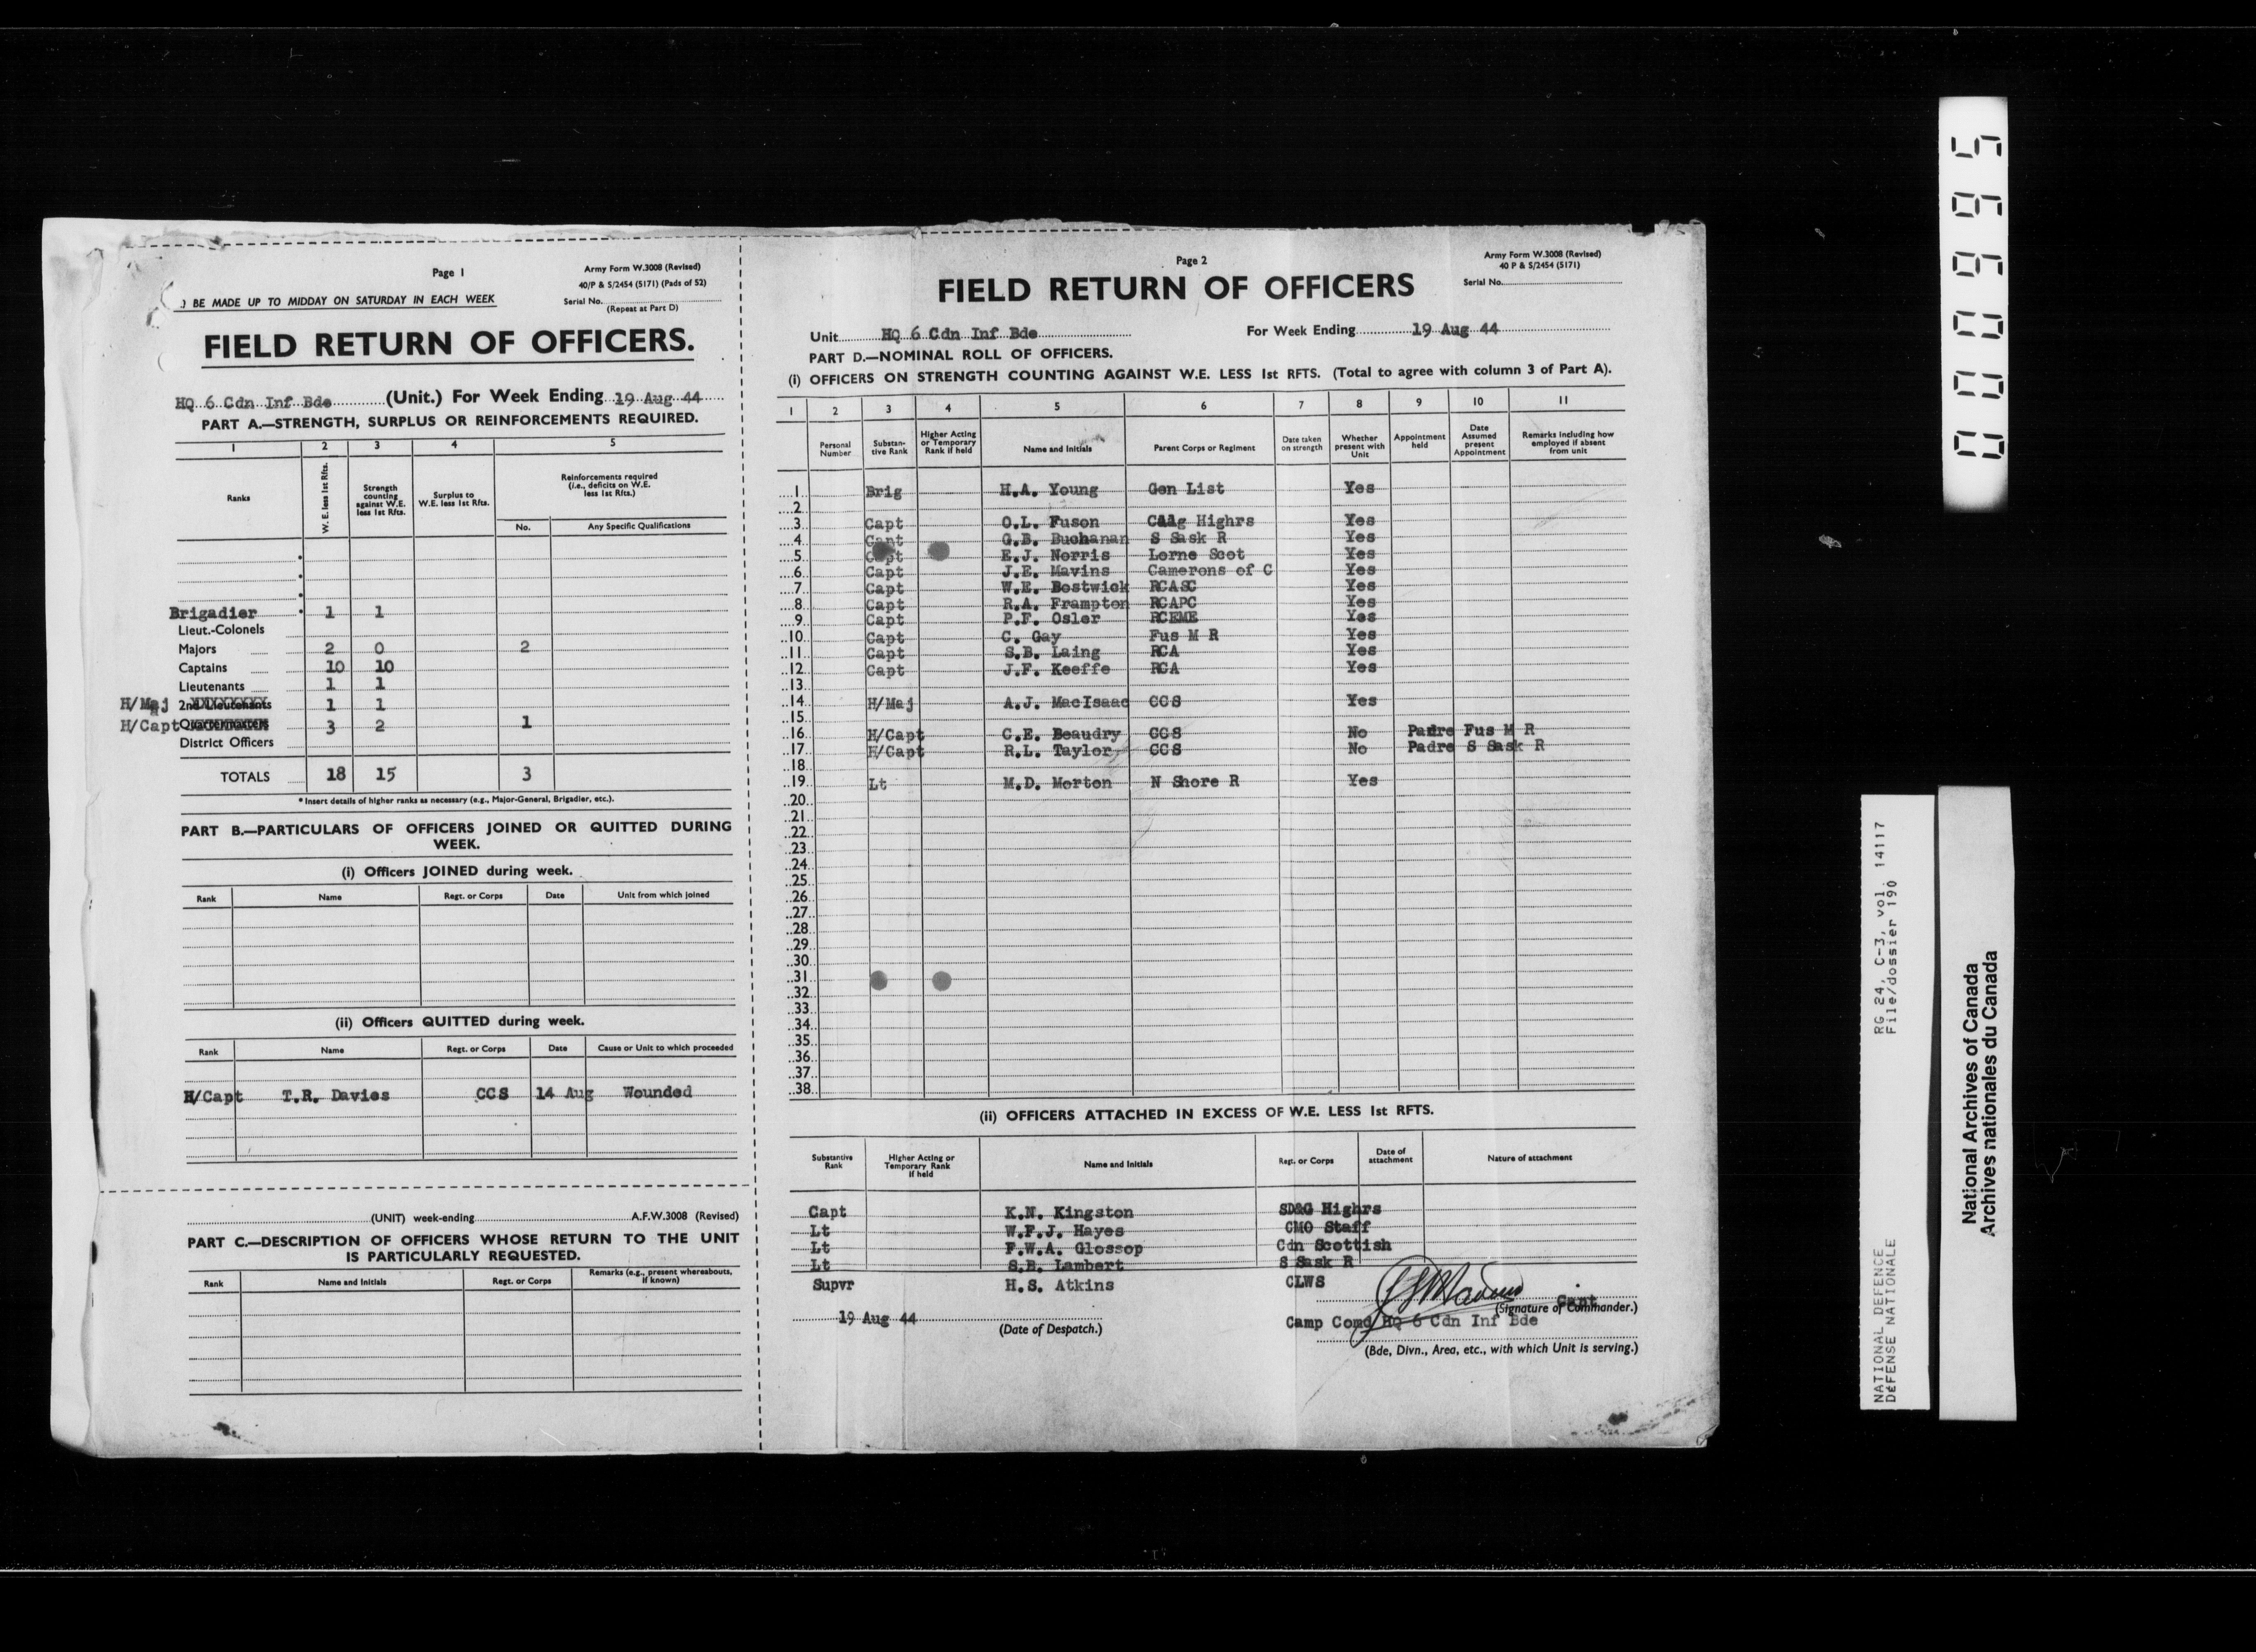 Page 1
Army Form W.3008 (Revised)
40/P & S/2454 (5171) (Pads of 52)
BE MADE UP TO MIDDAY ON SATURDAY IN EACH WEEK
Serial No.
(Repeat at Part D)
FIELD RETURN OF OFFICERS.
HQ 6 Cdn Inf Bde (Unit.) For Week Ending 19 Aug 44
PART A.—STRENGTH, SURPLUS OR REINFORCEMENTS REQUIRED.
1 2 3 4 5
Ranks
W. E. less 1st Rfts.
Strength counting against W.E. less 1st Rfts.
Surplus to W.E. less 1st Rfts.
Reinforcements required (i.e., deficits on W.E. less 1st Rfts.)
No. Any Specific Qualifications
Brigadier 1 1
Lieut.-Colonels
Majors 2 0 2
Captains 10 10
Lieutenants 1 1
H/Maj 2nd Lieutenants 1 1
H/Capt Quartermasters 3 2 1
District Officers
TOTALS 18 15 3
* Insert details of higher ranks as necessary (e.g., Major-General, Brigadier, etc.).
PART B.—PARTICULARS OF OFFICERS JOINED OR QUITTED DURING WEEK.
(i) Officers JOINED during week.
Rank Name Regt. or Corps Date Unit from which joined
(ii) Officers QUITTED during week.
Rank Name Regt. or Corps Date Cause or Unit to which proceeded
H/Capt T.R. Davies CCS 14 Aug Wounded
(UNIT) week-ending A.F.W.3008 (Revised)
PART C.—DESCRIPTION OF OFFICERS WHOSE RETURN TO THE UNIT
IS PARTICULARLY REQUESTED.
Rank Name and Initials Regt. or Corps Remarks (e.g., present whereabouts, if known)
Page 2
Army Form W.3008 (Revised)
40 P & S/2454 (5171)
FIELD RETURN OF OFFICERS
Serial No.
Unit HQ 6 Cdn Inf Bde For Week Ending 19 Aug 44
PART D.—NOMINAL ROLL OF OFFICERS.
(i) OFFICERS ON STRENGTH COUNTING AGAINST W.E. LESS 1st RFTS. (Total to agree with column 3 of Part A).
1 2 3 4 5 6 7 8 9 10 11
Personal Number
Substantive Rank
Higher Acting or Temporary Rank if held
Name and Initials
Parent Corps or Regiment
Date taken on strength
Whether present with Unit
Appointment held
Date Assumed present Appointment
Remarks including how employed if absent from unit
1 Brig H.A. Young Gen List Yes
2
3 Capt O.L. Fuson CAlg Highrs Yes
4 Capt G.B. Buchanan S Sask R Yes
5 Capt E.J. Norris Lorne Scot Yes
6 Capt J.E. Mavins Camerons of C Yes
7 Capt W.E. Bostwick RCASC Yes
8 Capt R.A. Frampton RCAPC Yes
9 Capt P.F. Osler RCEME Yes
10 Capt C. Gay Fus M R Yes
11 Capt S.B. Laing RCA Yes
12 Capt J.F. Keeffe RCA Yes
13
14 H/Maj A.J. MacIsaac CCS Yes
15
16 H/Capt C.E. Beaudry CCS No Padre Fus M R
17 H/Capt R.L. Taylor CCS No Padre S Sask R
18
19 Lt M.D. Morton N Shore R Yes
20
21
22
23
24
25
26
27
28
29
30
31
32
33
34
35
36
37
38
(ii) OFFICERS ATTACHED IN EXCESS OF W.E. LESS 1st RFTS.
Substantive Rank
Higher Acting or Temporary Rank if held
Name and Initials
Regt. or Corps
Date of attachment
Nature of attachment
Capt K.N. Kingston SD&G Highrs
Lt W.F.J. Hayes CMO Staff
Lt F.W.A. Glossop Cdn Scottish
Lt S.B. Lambert S Sask R
Supvr H.S. Atkins CLWS
Capt
(Signature of Commander.)
19 Aug 44
(Date of Despatch.)
Camp Comd HQ 6 Cdn Inf Bde
(Bde, Divn., Area, etc., with which Unit is serving.)
NATIONAL DEFENCE RG 24, C-3, vol. 14117
DÉFENSE NATIONALE File/dossier 190
National Archives of Canada
Archives nationales du Canada